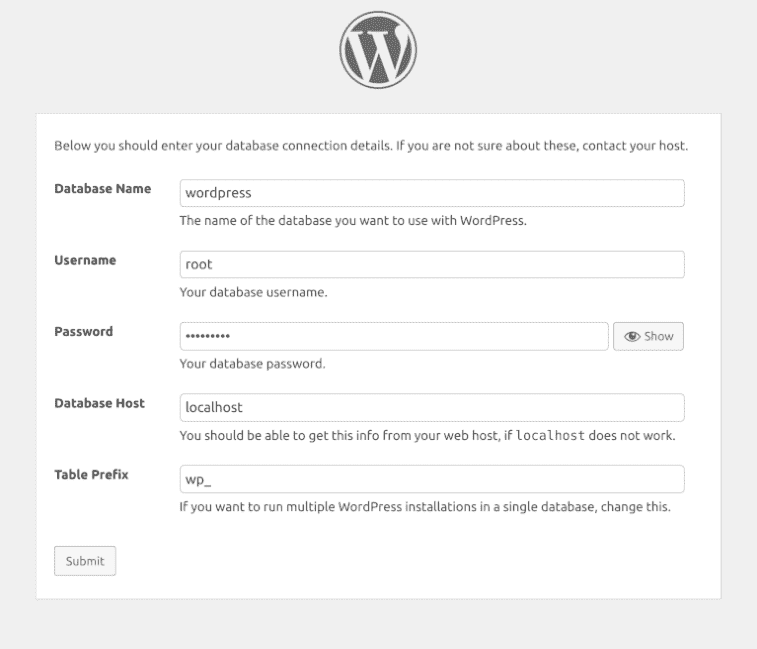 Below you should enter your database connection details. If you are not sure about these, contact your host.
Database Name
wordpress
The name of the database you want to use with WordPress.
Username
root
Your database username.
Password
•••••••••
Show
Your database password.
Database Host
localhost
You should be able to get this info from your web host, if localhost does not work.
Table Prefix
wp_
If you want to run multiple WordPress installations in a single database, change this.
Submit